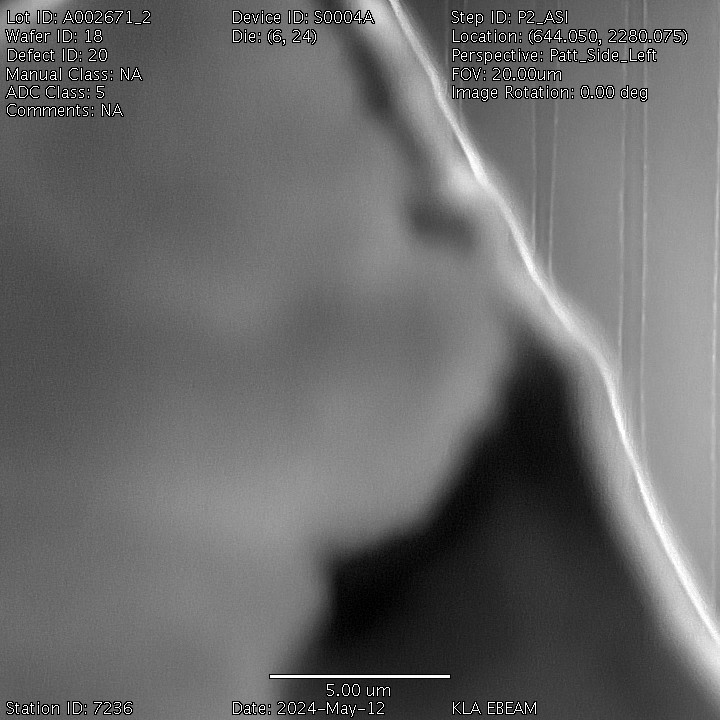 Lot ID: A002671_2
Wafer ID: 18
Defect ID: 20
Manual Class: NA
ADC Class: 5
Comments: NA
Device ID: S0004A
Die: (6, 24)
Step ID: P2_ASI
Location: (644.050, 2280.075)
Perspective: Patt_Side_Left
FOV: 20.00um
Image Rotation: 0.00 deg
5.00 um
Station ID: 7236
Date: 2024-May-12
KLA EBEAM